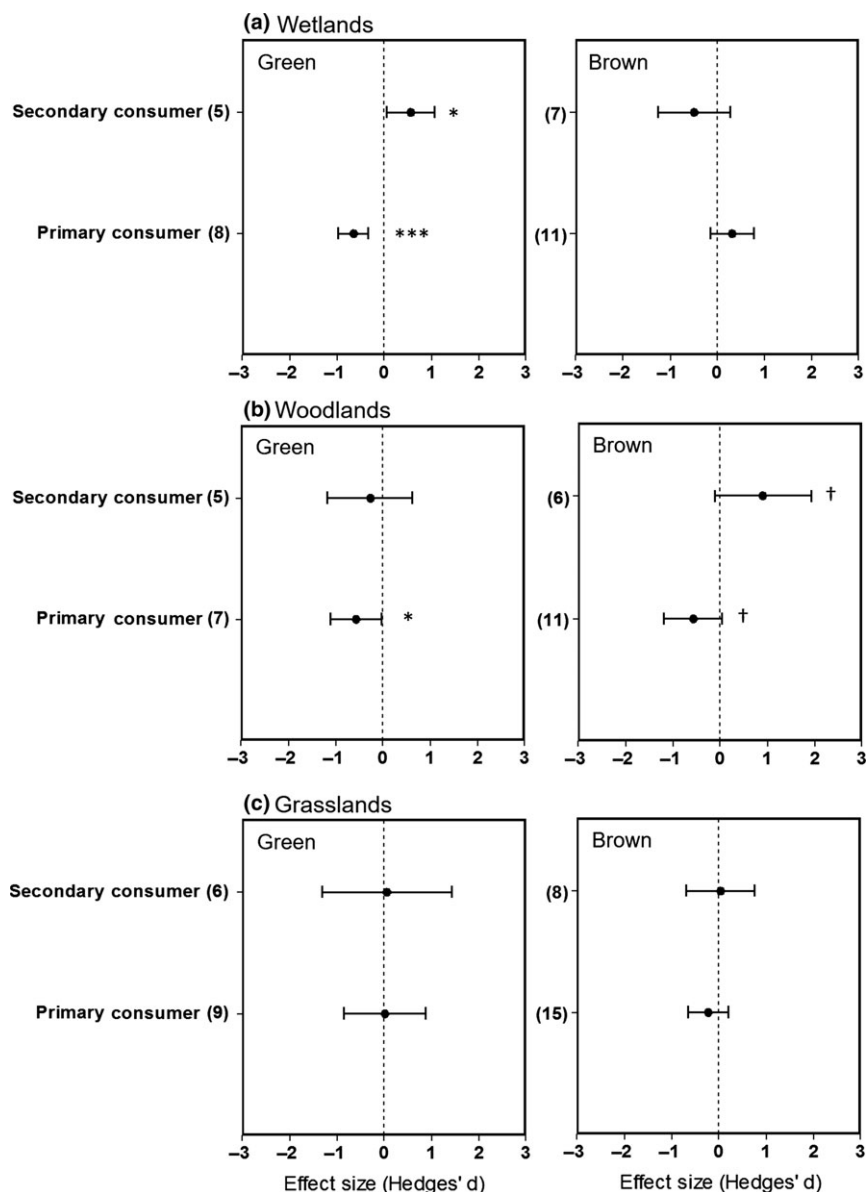 (a) Wetlands
Green
Brown
Secondary consumer (5)
*
(7)
Primary consumer (8)
***
(11)
–3 –2 –1 0 1 2 3
–3 –2 –1 0 1 2 3
(b) Woodlands
Green
Brown
Secondary consumer (5)
(6)
†
Primary consumer (7)
*
(11)
†
–3 –2 –1 0 1 2 3
–3 –2 –1 0 1 2 3
(c) Grasslands
Green
Brown
Secondary consumer (6)
(8)
Primary consumer (9)
(15)
–3 –2 –1 0 1 2 3
–3 –2 –1 0 1 2 3
Effect size (Hedges' d)
Effect size (Hedges' d)